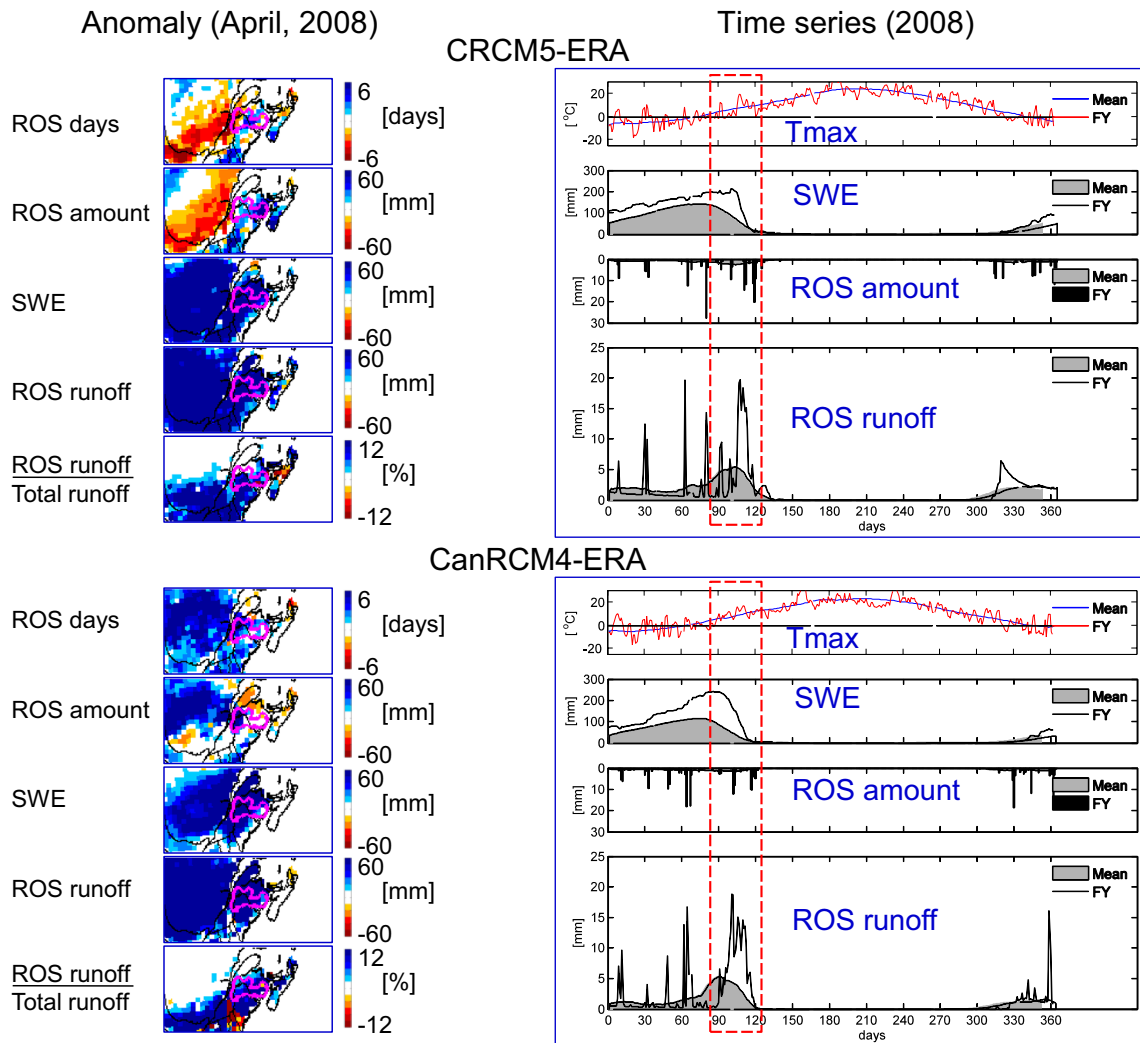 Anomaly (April, 2008)
Time series (2008)
CRCM5-ERA
ROS days
6
[days]
-6
ROS amount
60
[mm]
-60
SWE
60
[mm]
-60
ROS runoff
60
[mm]
-60
ROS runoff
Total runoff
12
[%]
-12
[°C]
20
0
-20
Tmax
Mean
FY
[mm]
300
200
100
0
SWE
Mean
FY
[mm]
0
10
20
30
ROS amount
Mean
FY
[mm]
25
20
15
10
5
0
ROS runoff
Mean
FY
0 30 60 90 120 150 180 210 240 270 300 330 360
days
CanRCM4-ERA
ROS days
6
[days]
-6
ROS amount
60
[mm]
-60
SWE
60
[mm]
-60
ROS runoff
60
[mm]
-60
ROS runoff
Total runoff
12
[%]
-12
[°C]
20
0
-20
Tmax
Mean
FY
[mm]
300
200
100
0
SWE
Mean
FY
[mm]
0
10
20
30
ROS amount
Mean
FY
[mm]
25
20
15
10
5
0
ROS runoff
Mean
FY
0 30 60 90 120 150 180 210 240 270 300 330 360
days